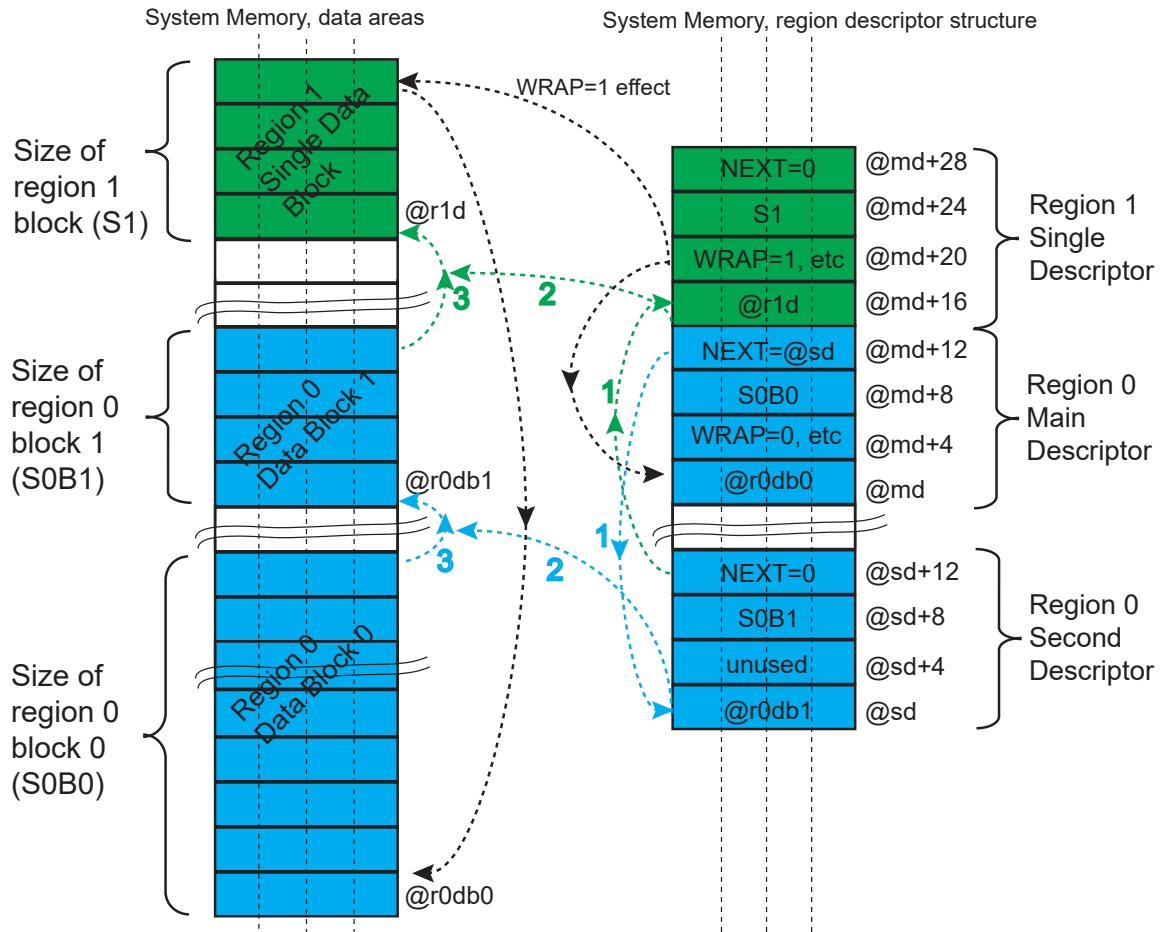 System Memory, data areas
System Memory, region descriptor structure
WRAP=1 effect
Size of
region 1
block (S1)
Region 1
Single Data
Block
@r1d
3
2
Size of
region 0
block 1
(S0B1)
Region 0
Data Block 1
@r0db1
3
2
Size of
region 0
block 0
(S0B0)
Region 0
Data Block 0
@r0db0
1
1
NEXT=0
@md+28
S1
@md+24
WRAP=1, etc
@md+20
@r1d
@md+16
Region 1
Single
Descriptor
NEXT=@sd
@md+12
S0B0
@md+8
WRAP=0, etc
@md+4
@r0db0
@md
Region 0
Main
Descriptor
NEXT=0
@sd+12
S0B1
@sd+8
unused
@sd+4
@r0db1
@sd
Region 0
Second
Descriptor